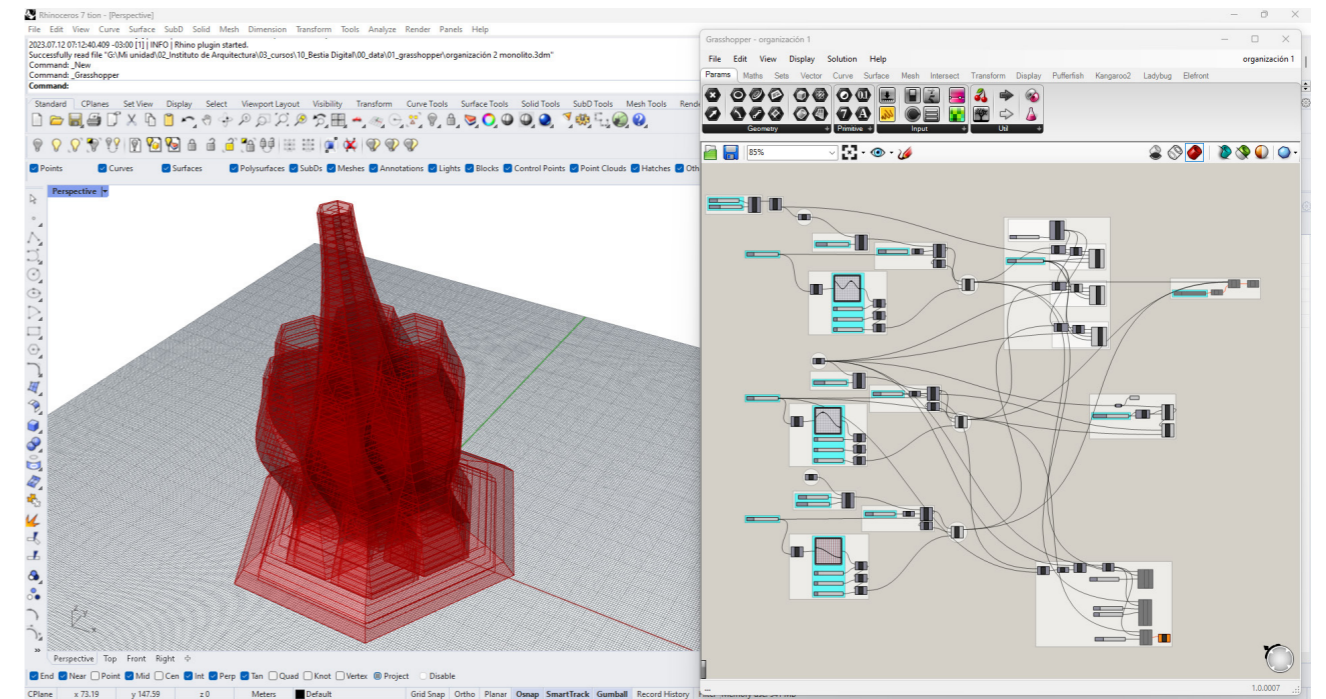 Rhinoceros 7 tion - [Perspective]
File Edit View Curve Surface SubD Solid Mesh Dimension Transform Tools Analyze Render Panels Help
2023.07.12 07:12:40.409 -03:00 [1] | INFO | Rhino plugin started.
Successfully read file "G:\Mi unidad\02_Instituto de Arquitectura\03_cursos\10_Bestia Digital\00_data\01_grasshopper\organización 2 monolito.3dm"
Command: _New
Command: _Grasshopper
Command:
Standard CPlanes Set View Display Select Viewport Layout Visibility Transform Curve Tools Surface Tools Solid Tools SubD Tools Mesh Tools Rende
Points Curves Surfaces Polysurfaces SubDs Meshes Annotations Lights Blocks Control Points Point Clouds Hatches Oth
Perspective
z y x
Perspective Top Front Right
End Near Point Mid Cen Int Perp Tan Quad Knot Vertex Project Disable
CPlane x 73.19 y 147.59 z 0 Meters Default Grid Snap Ortho Planar Osnap SmartTrack Gumball Record History
Grasshopper - organización 1
File Edit View Display Solution Help organización 1
Params Maths Sets Vector Curve Surface Mesh Intersect Transform Display Pufferfish Kangaroo2 Ladybug Elefront
Geometry Primitive Input Util
85%
1.0.0007